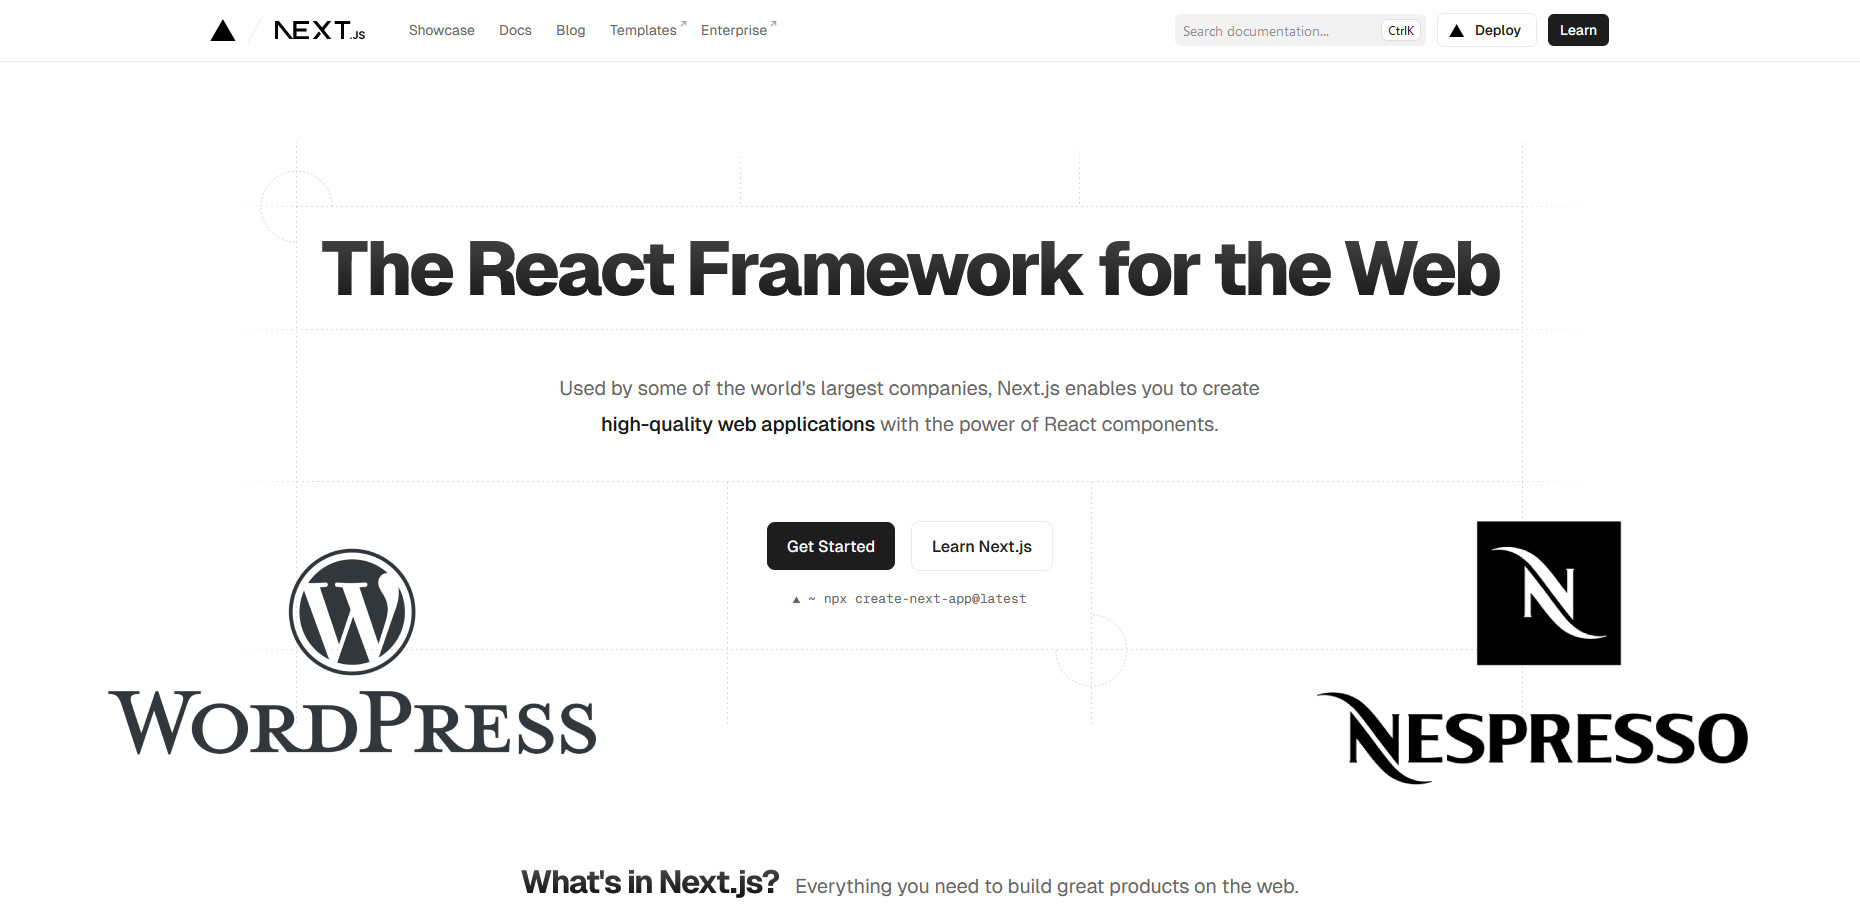 NEXT.JS
Showcase
Docs
Blog
Templates
Enterprise
Search documentation...
CtrlK
Deploy
Learn
The React Framework for the Web
Used by some of the world's largest companies, Next.js enables you to create
high-quality web applications with the power of React components.
Get Started
Learn Next.js
▲ ~ npx create-next-app@latest
W
WORDPRESS
N
NESPRESSO
What's in Next.js?
Everything you need to build great products on the web.